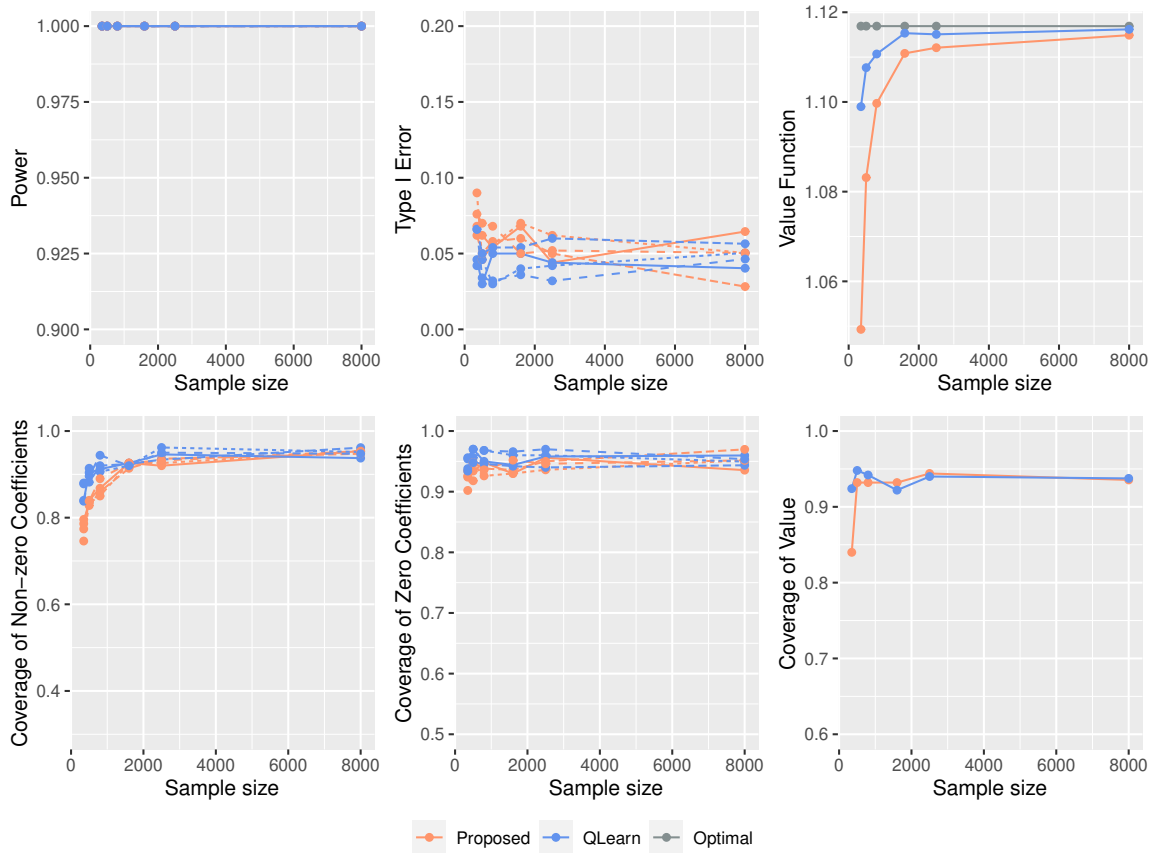 1.000
0.975
0.950
0.925
0.900
Power
0 2000 4000 6000 8000
Sample size
0.20
0.15
0.10
0.05
0.00
Type I Error
0 2000 4000 6000 8000
Sample size
1.12
1.10
1.08
1.06
Value Function
0 2000 4000 6000 8000
Sample size
1.0
0.8
0.6
0.4
Coverage of Non−zero Coefficients
0 2000 4000 6000 8000
Sample size
1.0
0.9
0.8
0.7
0.6
0.5
Coverage of Zero Coefficients
0 2000 4000 6000 8000
Sample size
1.0
0.9
0.8
0.7
0.6
Coverage of Value
0 2000 4000 6000 8000
Sample size
Proposed QLearn Optimal